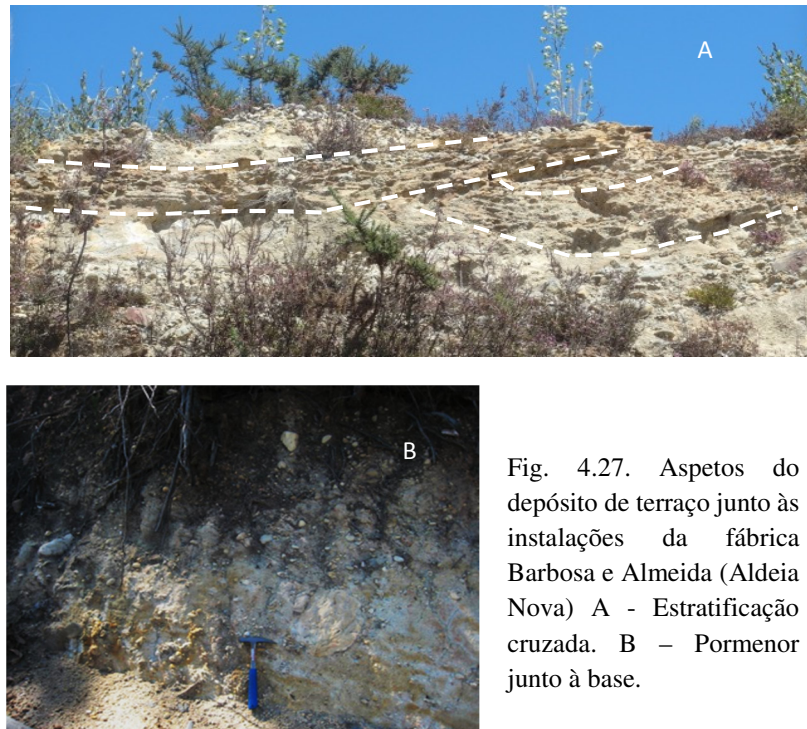 A
B
Fig. 4.27. Aspetos do
depósito de terraço junto às
instalações da fábrica
Barbosa e Almeida (Aldeia
Nova) A - Estratificação
cruzada. B – Pormenor
junto à base.